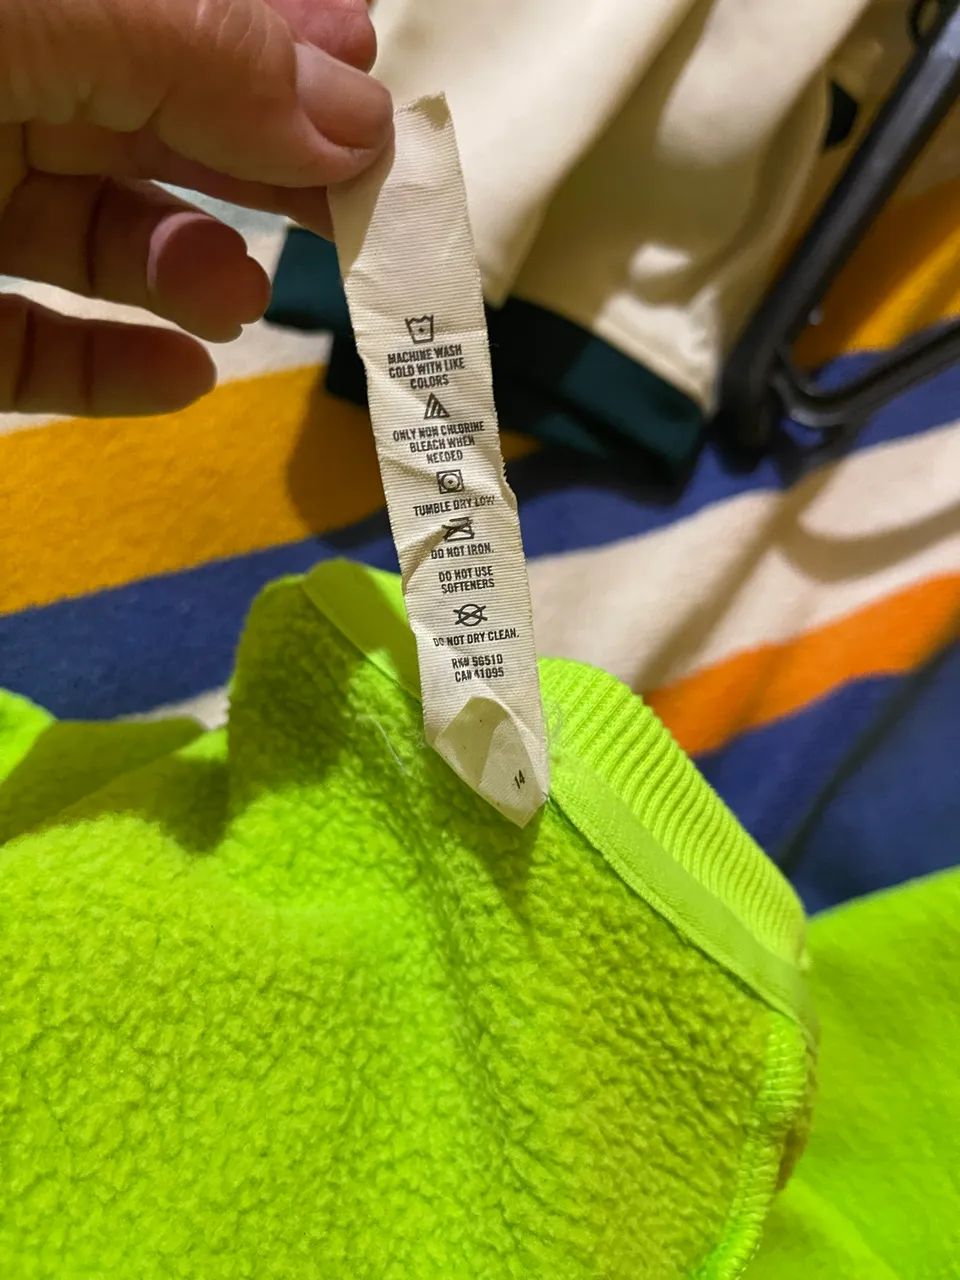 MACHINE WASH
COLD WITH LIKE
COLORS
ONLY NON CHLORINE
BLEACH WHEN
NEEDED
TUMBLE DRY LOW
DO NOT IRON.
DO NOT USE
SOFTENERS
DO NOT DRY CLEAN.
RN# 56510
CA# 41095
14